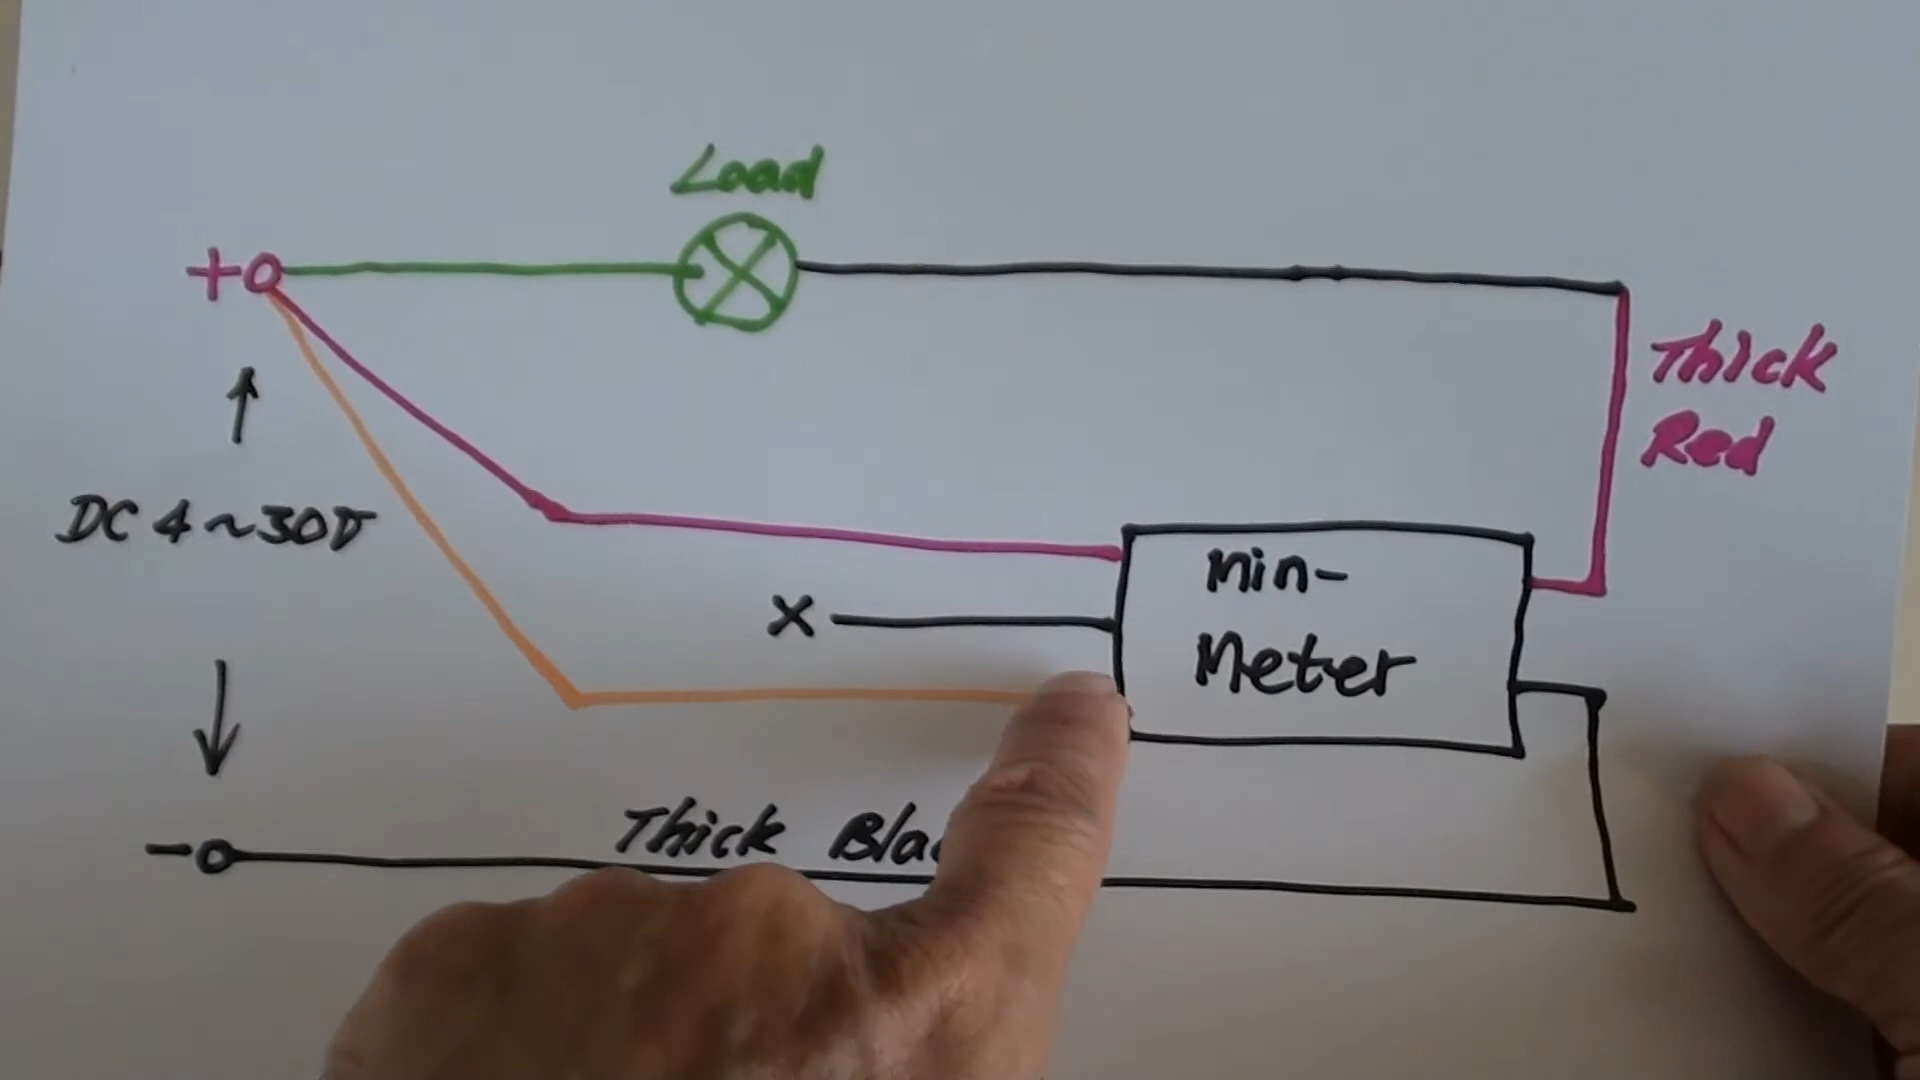 Load
+
Thick
Red
DC 4~30V
Min-
Meter
X
Thick
-